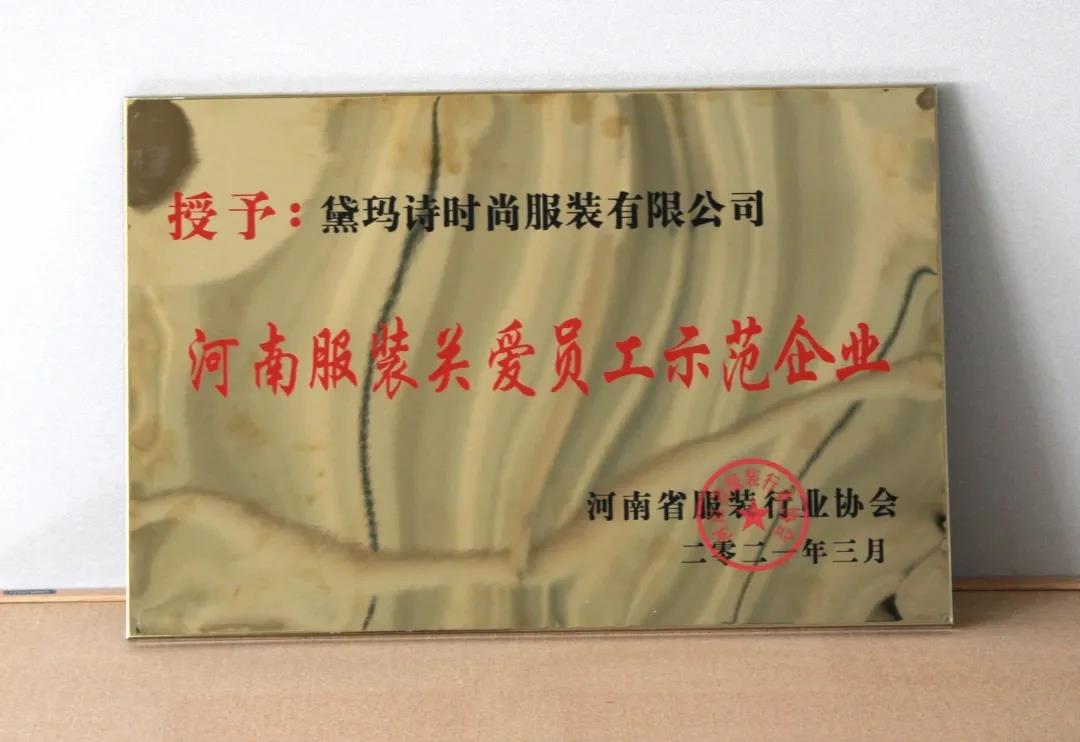 授予：黛玛诗时尚服装有限公司
河南服装关爱员工示范企业
河南省服装行业协会
二零二一年三月